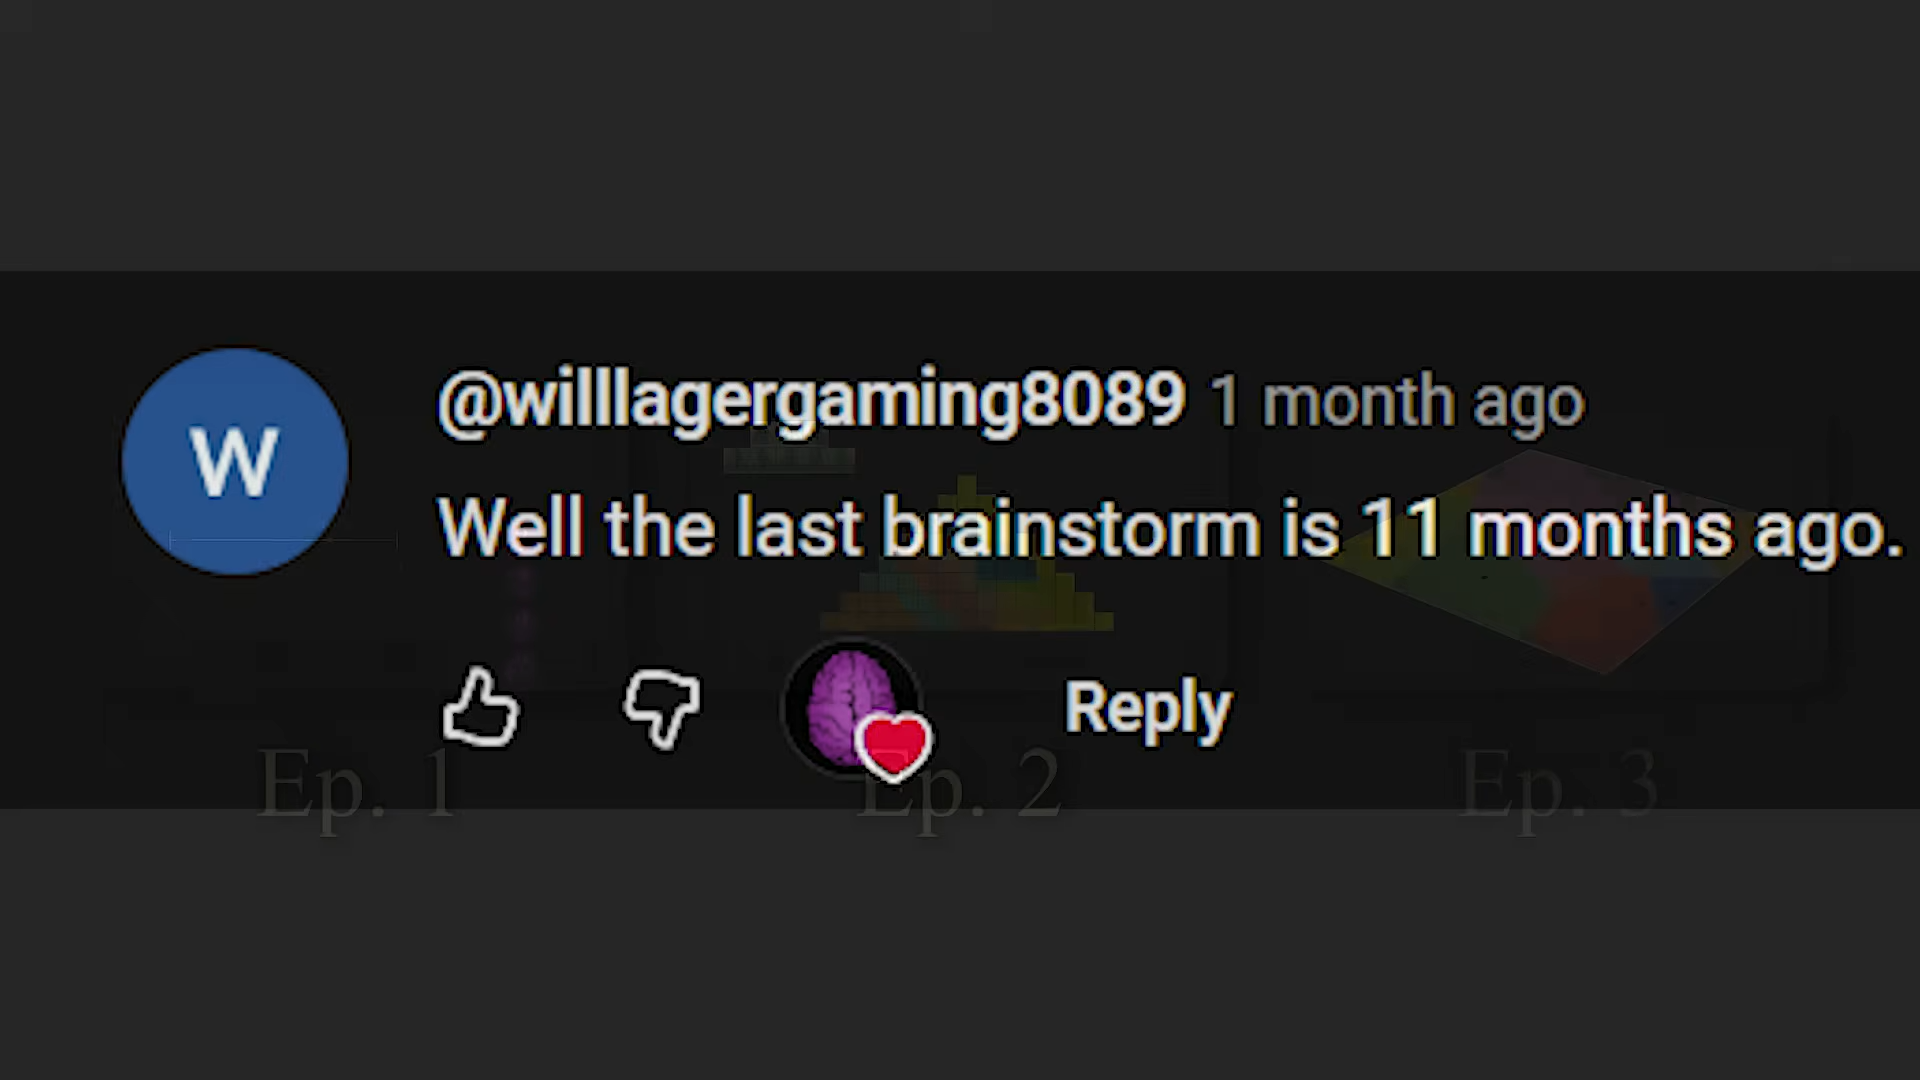 W
@willlagergaming8089 1 month ago
Well the last brainstorm is 11 months ago.
Reply
Ep. 1
Ep. 2
Ep. 3